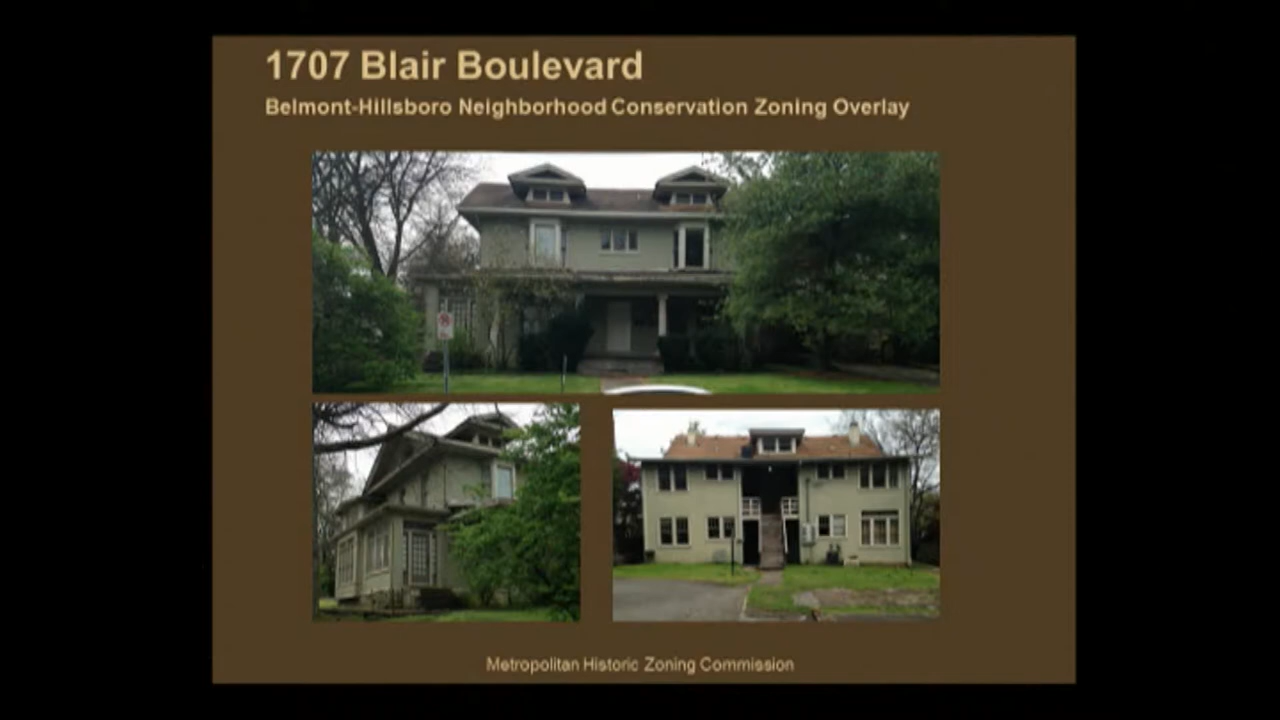 1707 Blair Boulevard
Belmont-Hillsboro Neighborhood Conservation Zoning Overlay
Metropolitan Historic Zoning Commission